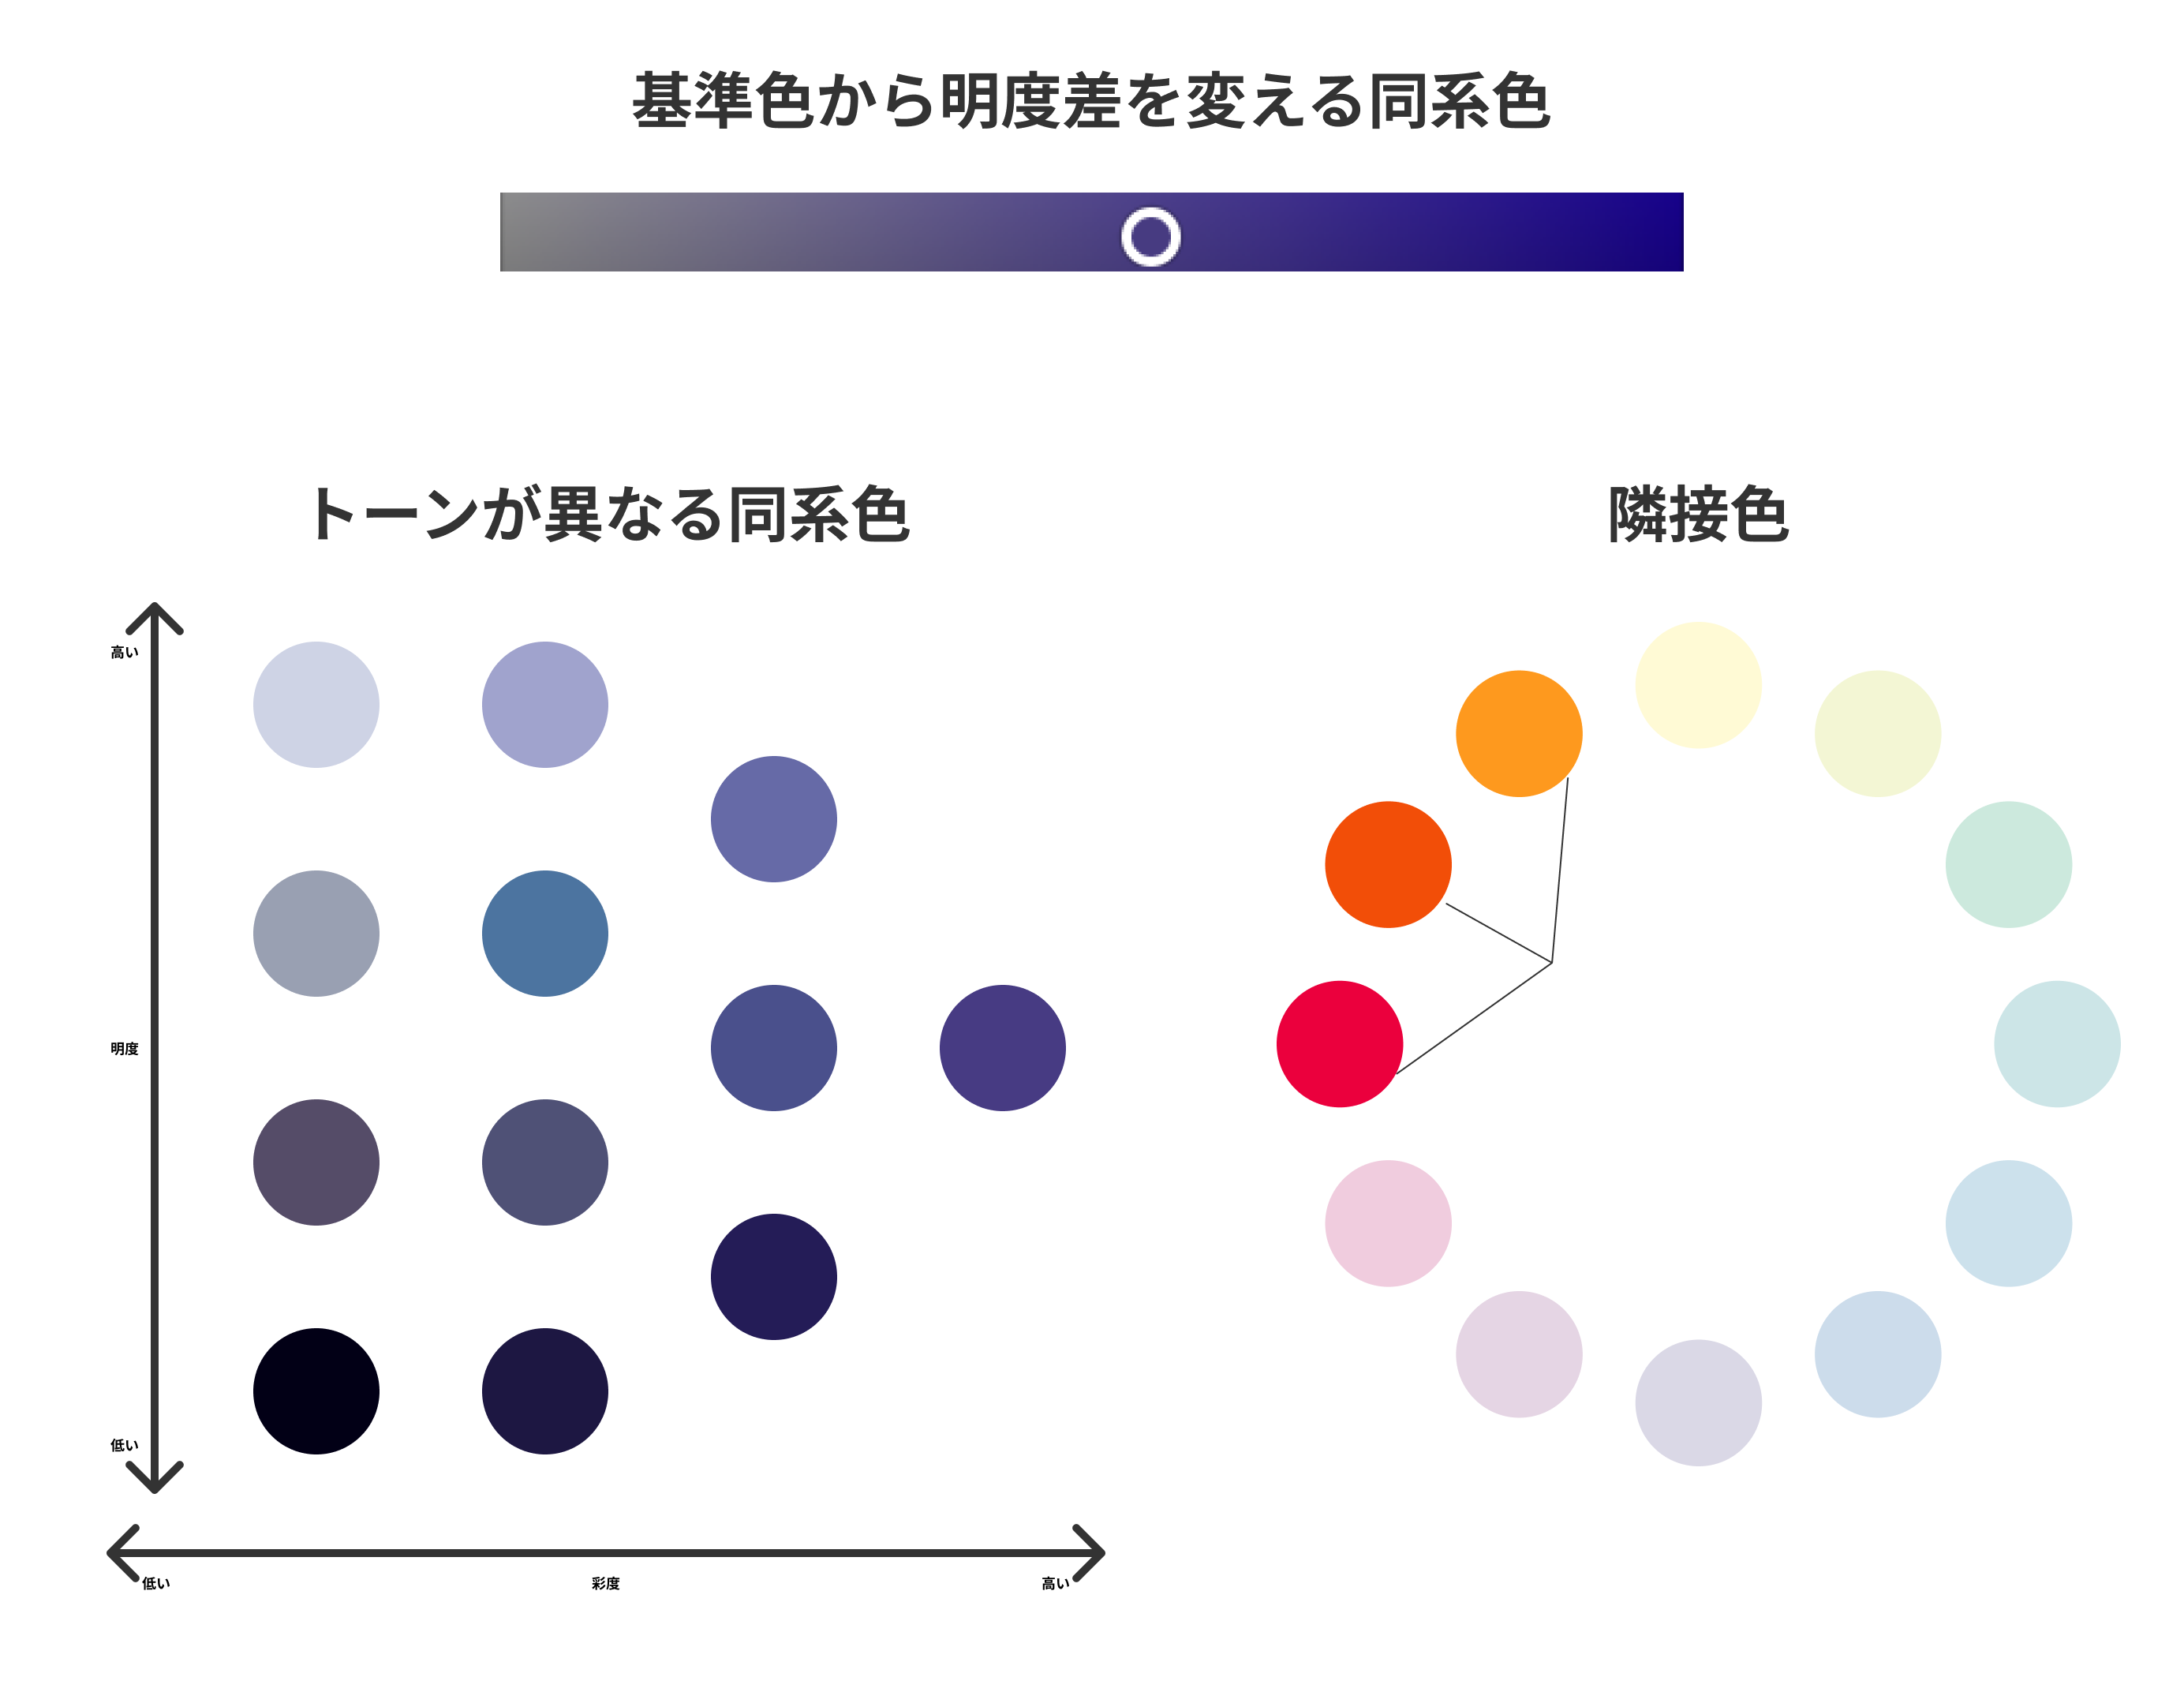 基準色から明度差を変える同系色
トーンが異なる同系色
隣接色
高い
明度
低い
低い
彩度
高い